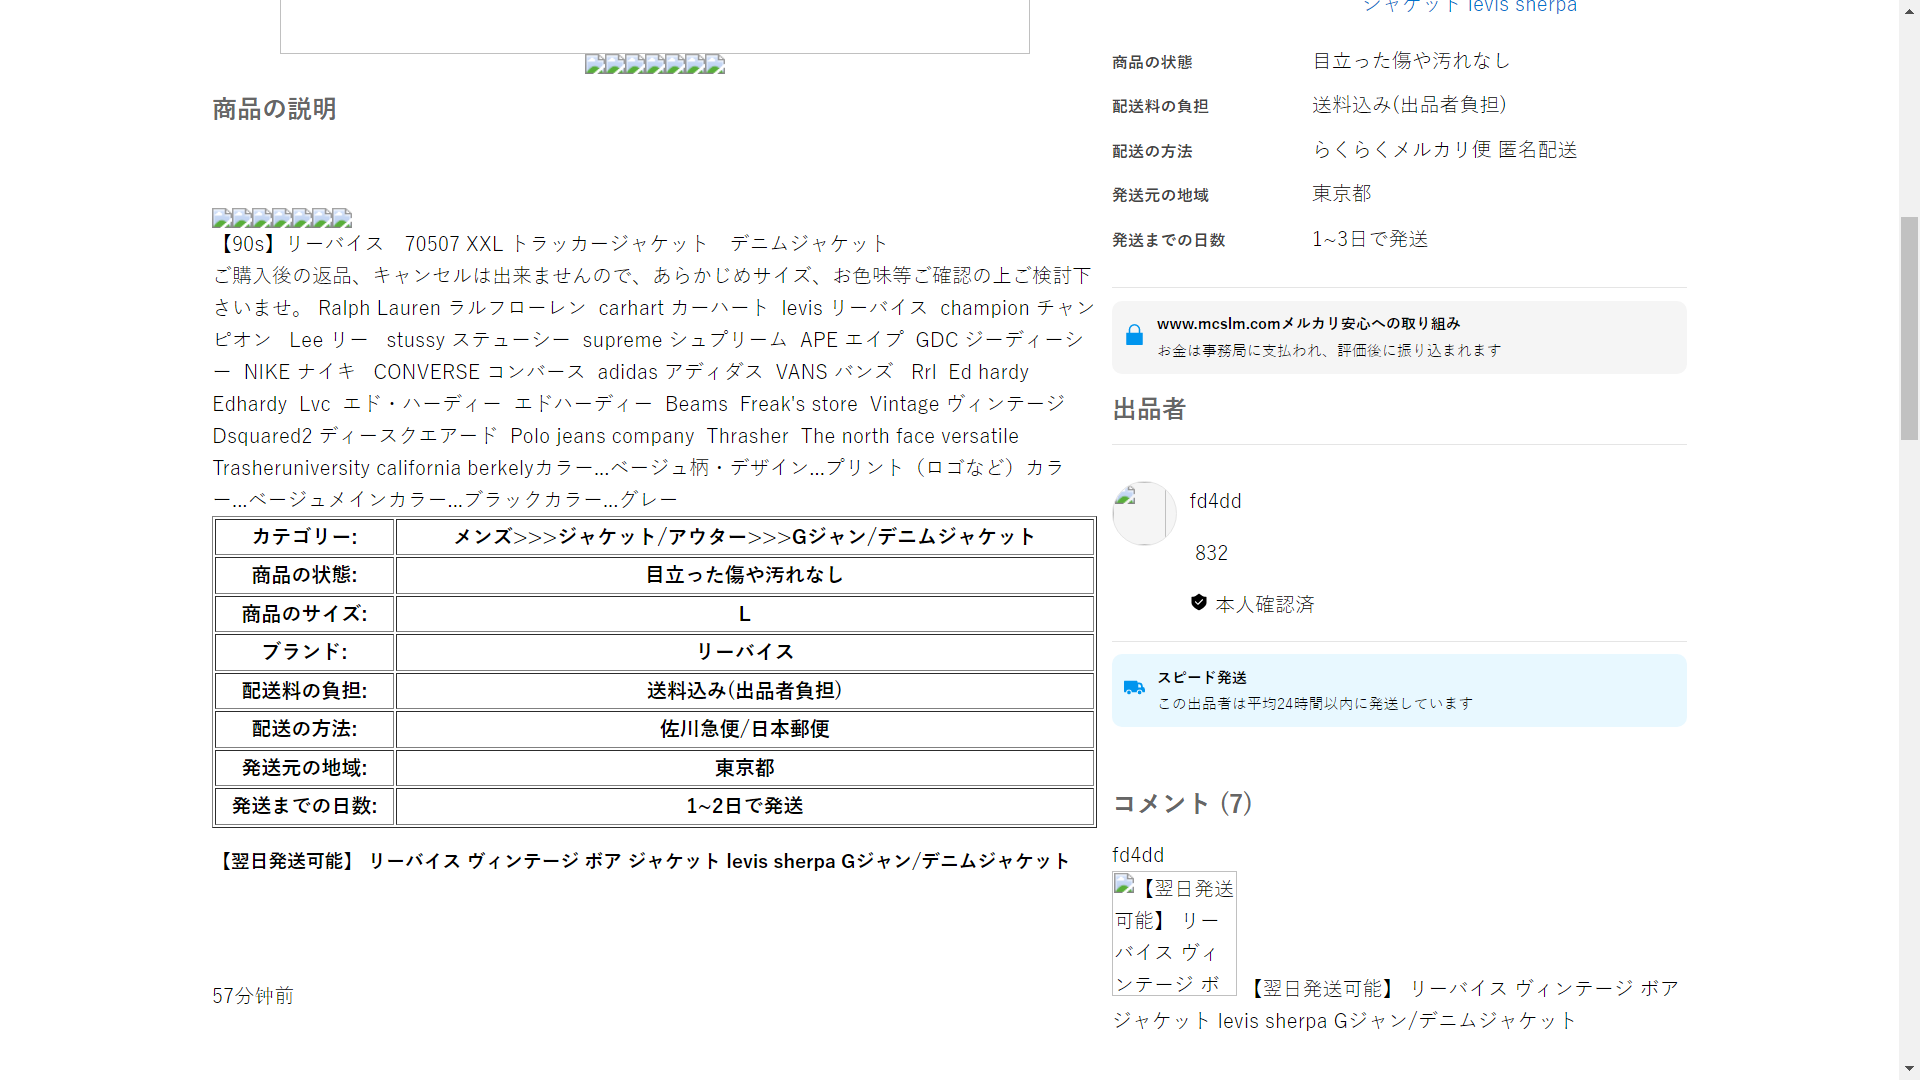 ジャケット levis sherpa
商品の状態 目立った傷や汚れなし
配送料の負担 送料込み(出品者負担)
配送の方法 らくらくメルカリ便 匿名配送
発送元の地域 東京都
発送までの日数 1~3日で発送
www.mcslm.comメルカリ安心への取り組み
お金は事務局に支払われ、評価後に振り込まれます
出品者
fd4dd
832
本人確認済
スピード発送
この出品者は平均24時間以内に発送しています
コメント (7)
fd4dd
【翌日発送
可能】 リー
バイス ヴィ
ンテージ ボ
【翌日発送可能】 リーバイス ヴィンテージ ボア
ジャケット levis sherpa Gジャン/デニムジャケット
商品の説明
【90s】リーバイス　70507 XXL トラッカージャケット　デニムジャケット
ご購入後の返品、キャンセルは出来ませんので、あらかじめサイズ、お色味等ご確認の上ご検討下
さいませ。 Ralph Lauren ラルフローレン carhart カーハート levis リーバイス champion チャン
ピオン Lee リー stussy ステューシー supreme シュプリーム APE エイプ GDC ジーディーシ
ー NIKE ナイキ CONVERSE コンバース adidas アディダス VANS バンズ Rrl Ed hardy
Edhardy Lvc エド・ハーディー エドハーディー Beams Freak's store Vintage ヴィンテージ
Dsquared2 ディースクエアード Polo jeans company Thrasher The north face versatile
Trasheruniversity california berkelyカラー...ベージュ柄・デザイン...プリント（ロゴなど）カラ
ー...ベージュメインカラー...ブラックカラー...グレー
カテゴリー: メンズ>>>ジャケット/アウター>>>Gジャン/デニムジャケット
商品の状態: 目立った傷や汚れなし
商品のサイズ: L
ブランド: リーバイス
配送料の負担: 送料込み(出品者負担)
配送の方法: 佐川急便/日本郵便
発送元の地域: 東京都
発送までの日数: 1~2日で発送
【翌日発送可能】 リーバイス ヴィンテージ ボア ジャケット levis sherpa Gジャン/デニムジャケット
57分钟前